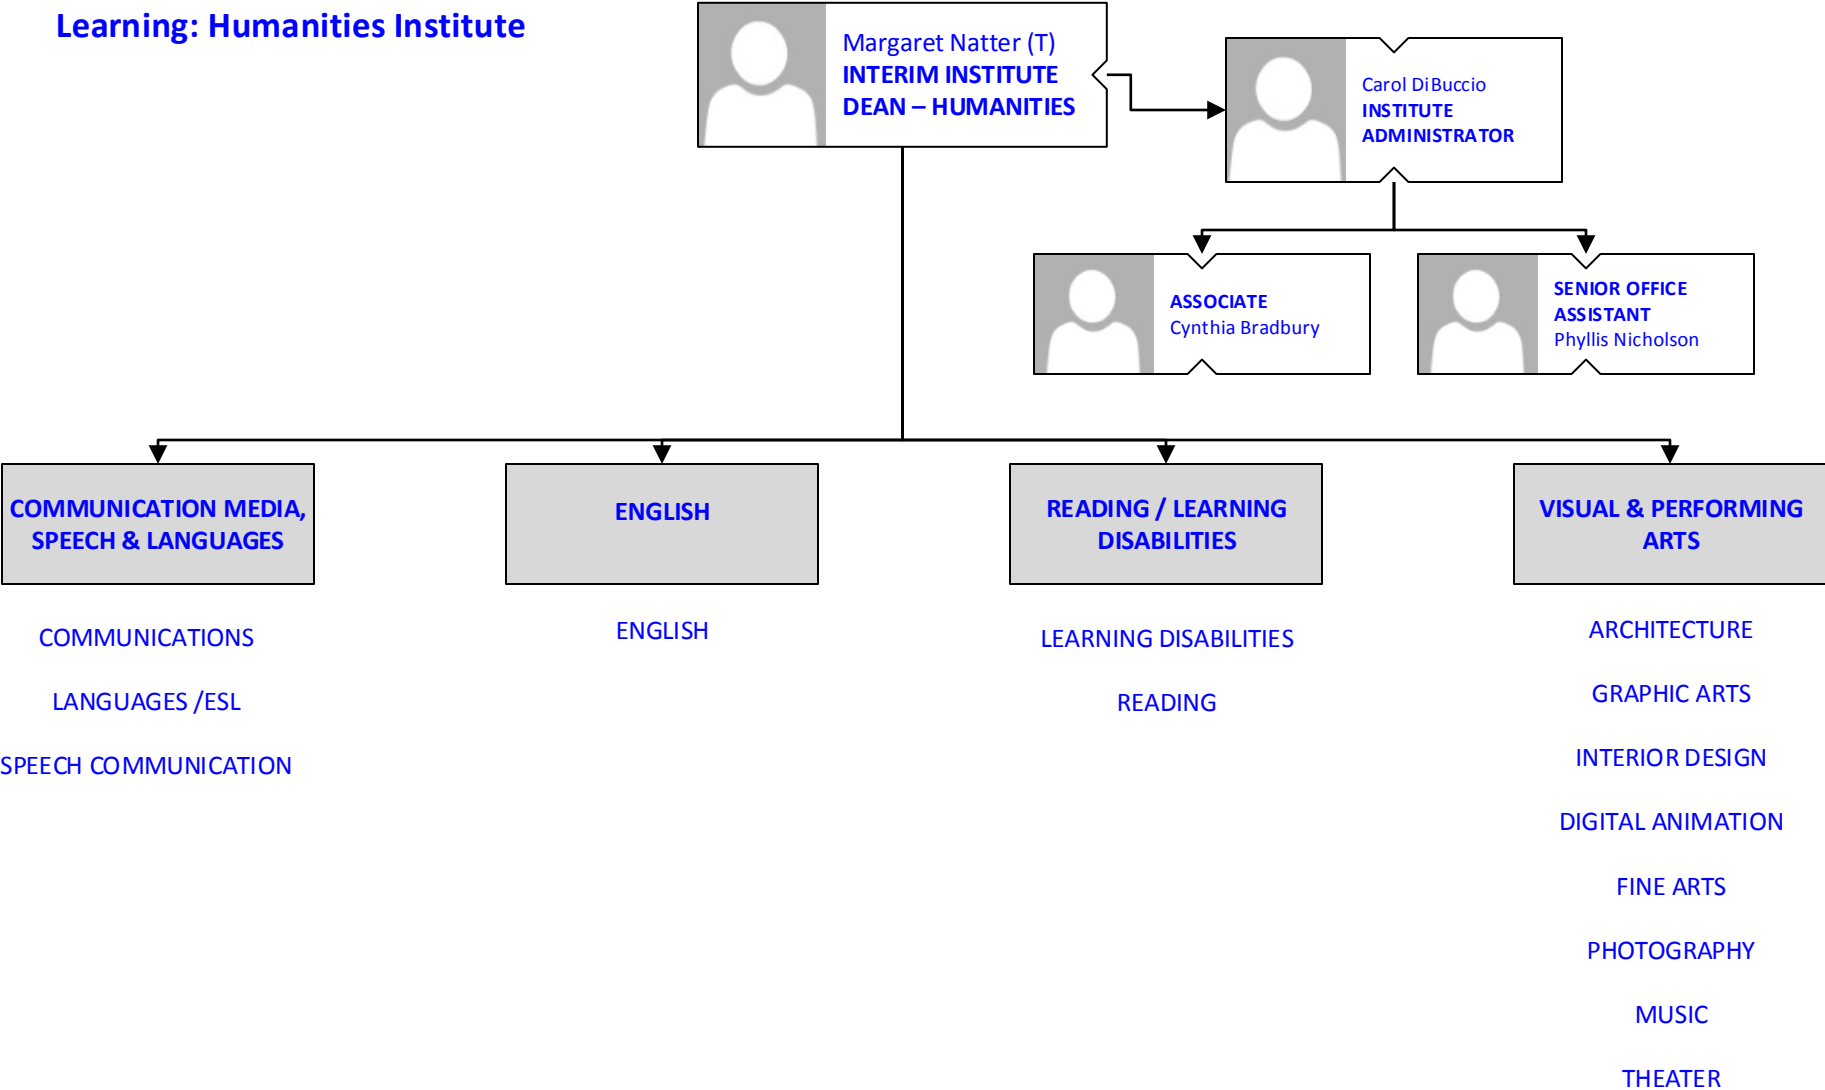 Learning: Humanities Institute
Margaret Natter (T)
INTERIM INSTITUTE
DEAN – HUMANITIES
Carol DiBuccio
INSTITUTE
ADMINISTRATOR
ASSOCIATE
Cynthia Bradbury
SENIOR OFFICE
ASSISTANT
Phyllis Nicholson
COMMUNICATION MEDIA,
SPEECH & LANGUAGES
COMMUNICATIONS
LANGUAGES /ESL
SPEECH COMMUNICATION
ENGLISH
ENGLISH
READING / LEARNING
DISABILITIES
LEARNING DISABILITIES
READING
VISUAL & PERFORMING
ARTS
ARCHITECTURE
GRAPHIC ARTS
INTERIOR DESIGN
DIGITAL ANIMATION
FINE ARTS
PHOTOGRAPHY
MUSIC
THEATER